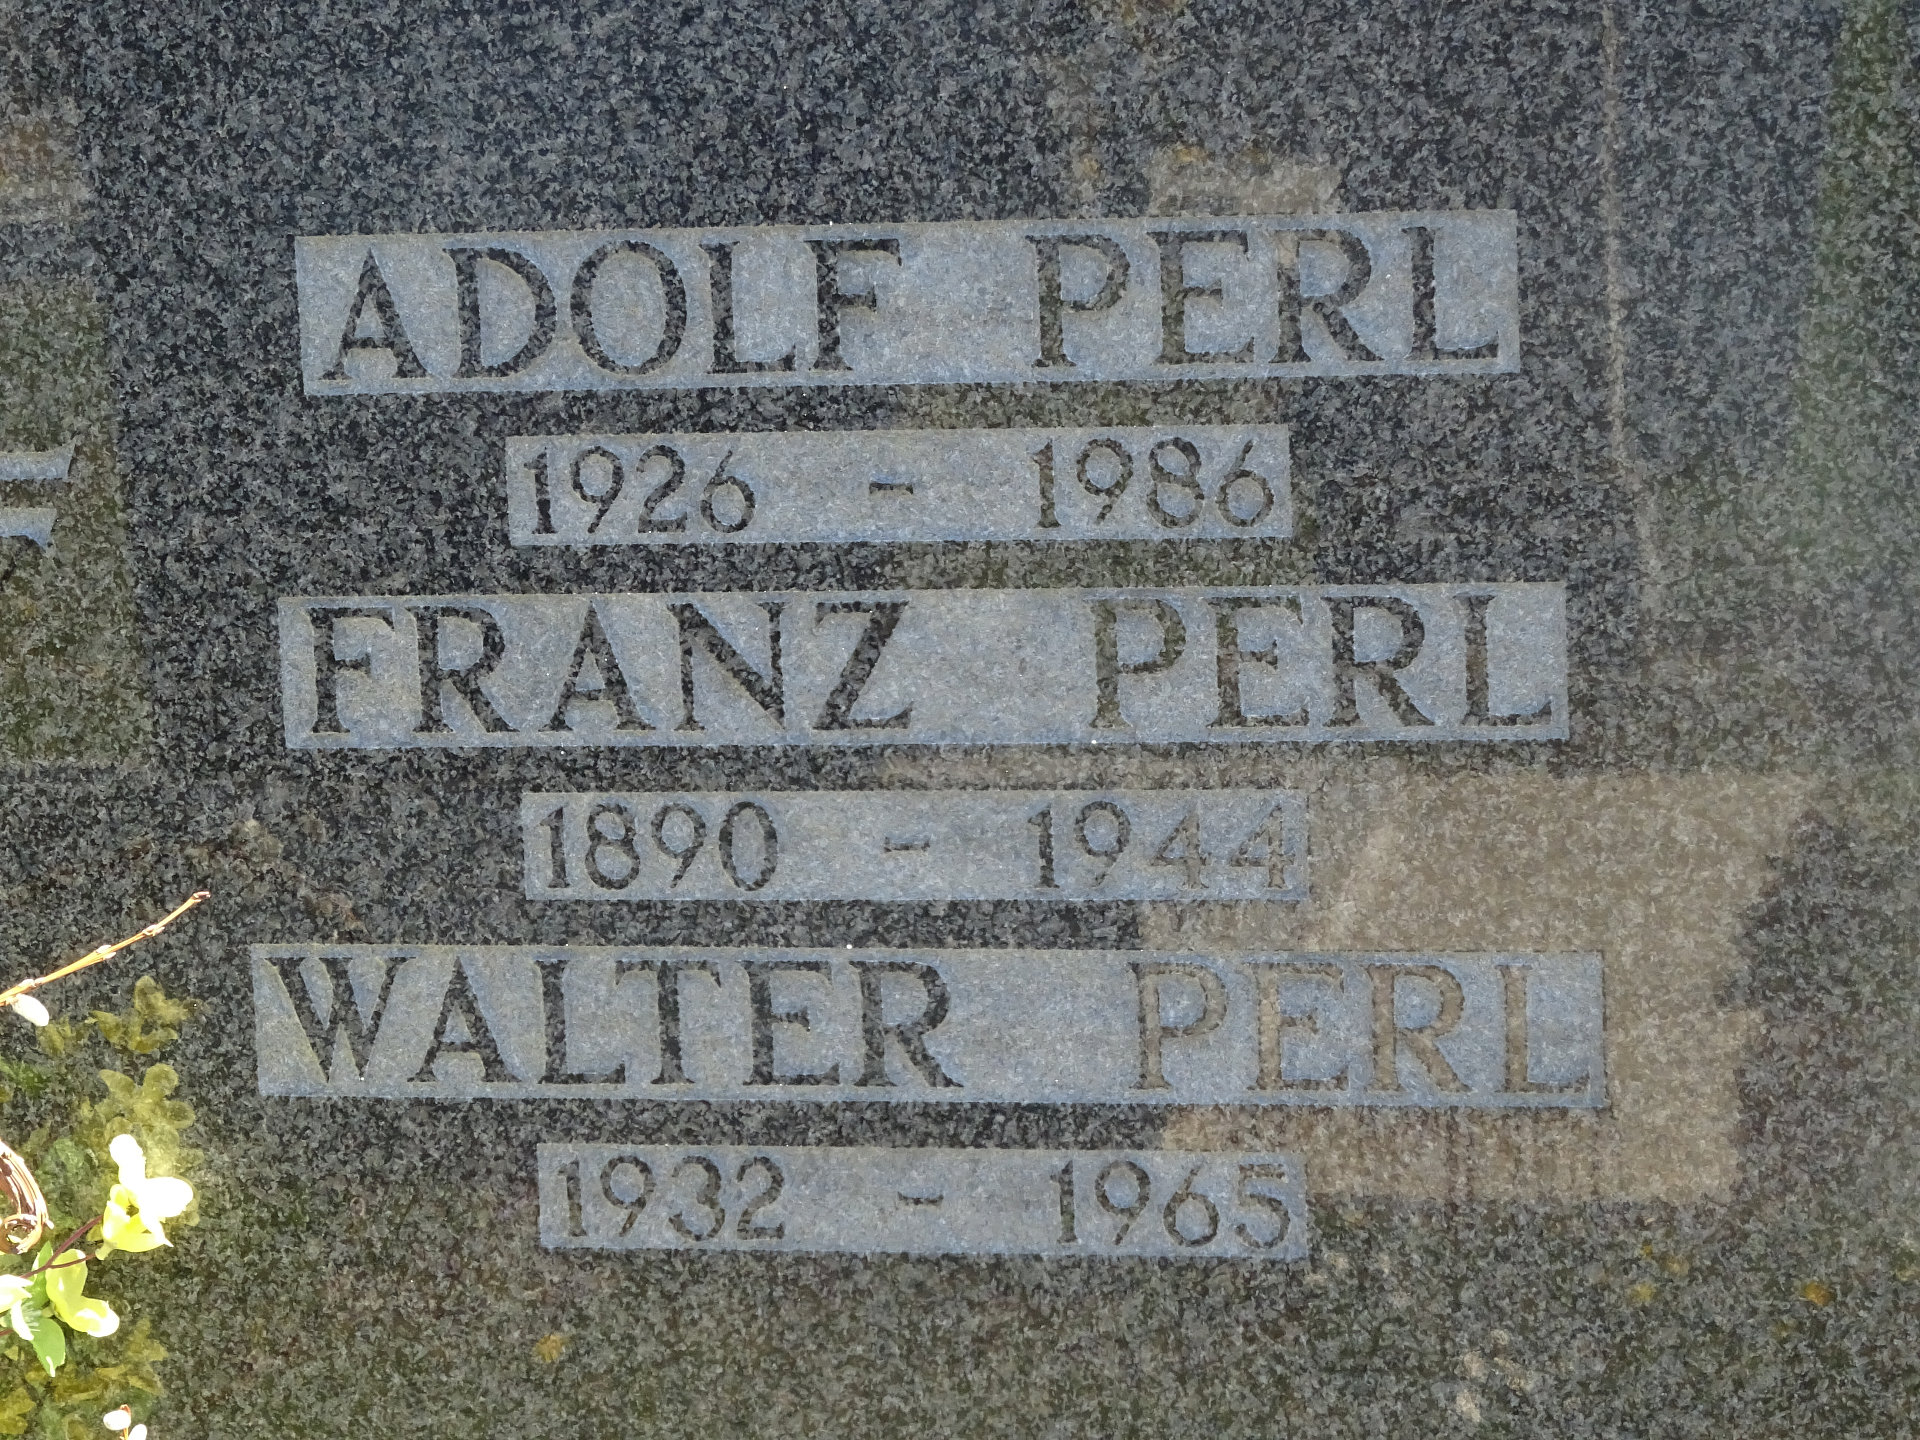 ADOLF PERL
1926 - 1986
FRANZ PERL
1890 - 1944
WALTER PERL
1932 - 1965